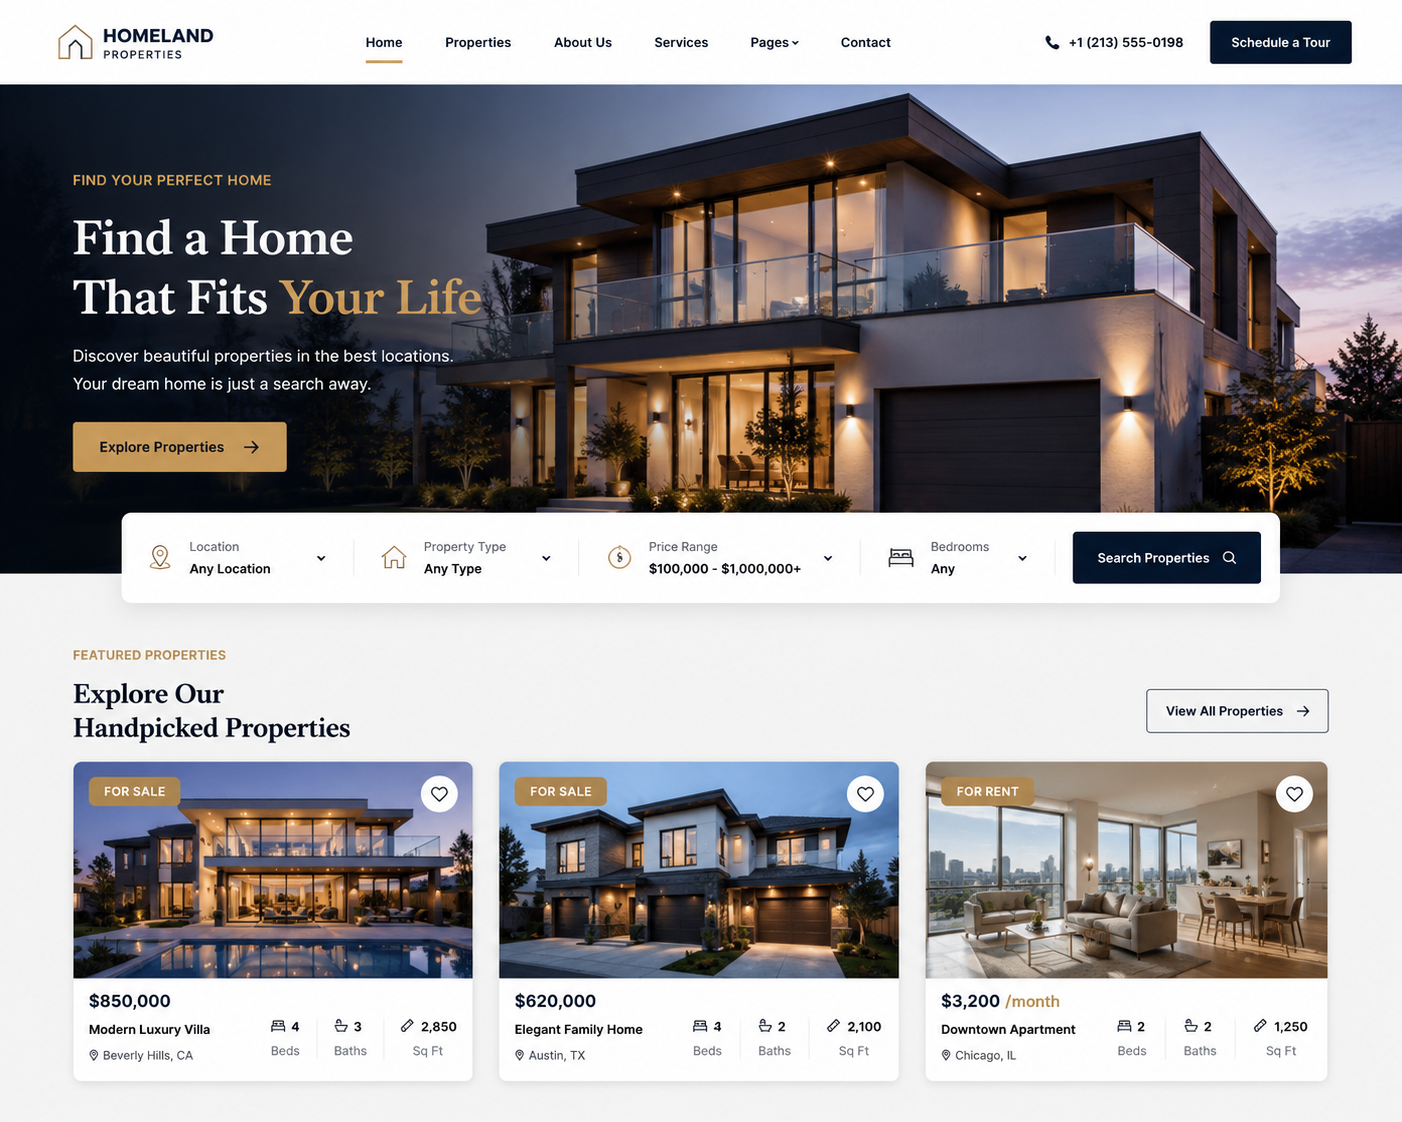 HOMELAND
PROPERTIES
Home
Properties
About Us
Services
Pages
Contact
+1 (213) 555-0198
Schedule a Tour
FIND YOUR PERFECT HOME
Find a Home
That Fits Your Life
Discover beautiful properties in the best locations.
Your dream home is just a search away.
Explore Properties
Location
Any Location
Property Type
Any Type
$
Price Range
$100,000 - $1,000,000+
Bedrooms
Any
Search Properties
FEATURED PROPERTIES
Explore Our
Handpicked Properties
View All Properties
FOR SALE
$850,000
Modern Luxury Villa
Beverly Hills, CA
4
Beds
3
Baths
2,850
Sq Ft
FOR SALE
$620,000
Elegant Family Home
Austin, TX
4
Beds
2
Baths
2,100
Sq Ft
FOR RENT
$3,200 /month
Downtown Apartment
Chicago, IL
2
Beds
2
Baths
1,250
Sq Ft